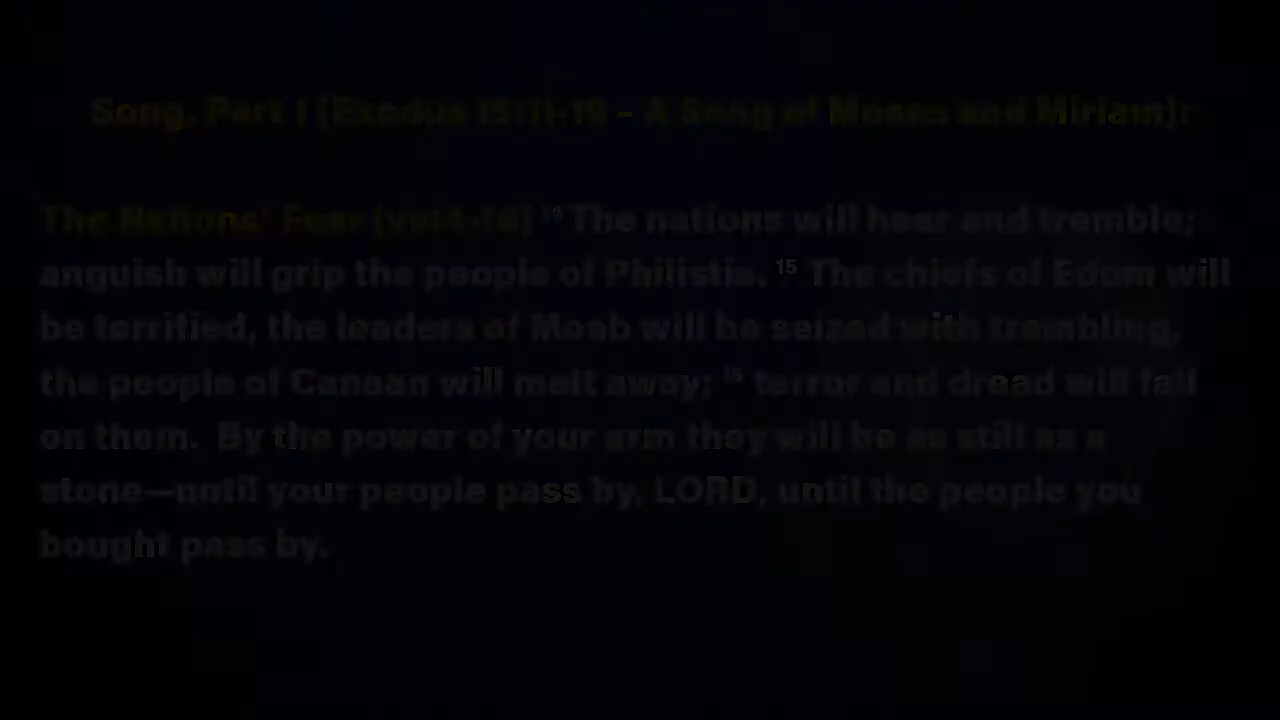 Song, Part 1 (Exodus 15:11-19 - A Song of Moses and Miriam):
The Nations' Fear (vv14-16) 14 The nations will hear and tremble;
anguish will grip the people of Philistia. 15 The chiefs of Edom will
be terrified, the leaders of Moab will be seized with trembling,
the people of Canaan will melt away; 16 terror and dread will fall
on them. By the power of your arm they will be as still as a
stone—until your people pass by, LORD, until the people you
bought pass by.